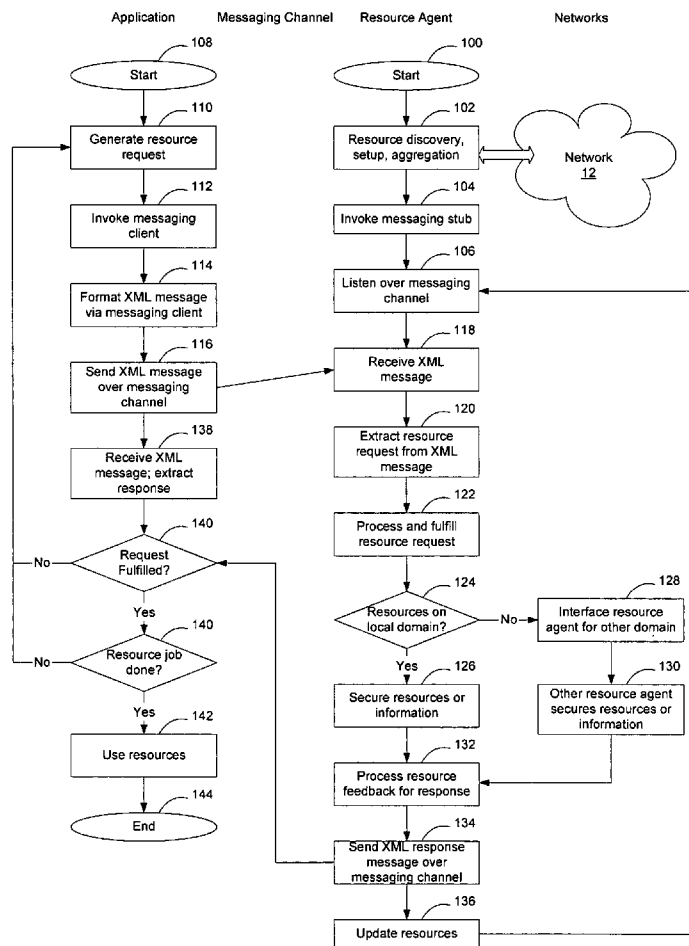 Application
Messaging Channel
Resource Agent
Networks
108
Start
110
Generate resource
request
112
Invoke messaging
client
114
Format XML message
via messaging client
116
Send XML message
over messaging
channel
138
Receive XML
message; extract
response
140
Request
Fulfilled?
No
Yes
140
Resource job
done?
No
Yes
142
Use resources
144
End
100
Start
102
Resource discovery,
setup, aggregation
Network
12
104
Invoke messaging stub
106
Listen over messaging
channel
118
Receive XML
message
120
Extract resource
request from XML
message
122
Process and fulfill
resource request
124
Resources on
local domain?
No
Yes
128
Interface resource
agent for other domain
130
Other resource agent
secures resources or
information
126
Secure resources or
information
132
Process resource
feedback for response
134
Send XML response
message over
messaging channel
136
Update resources